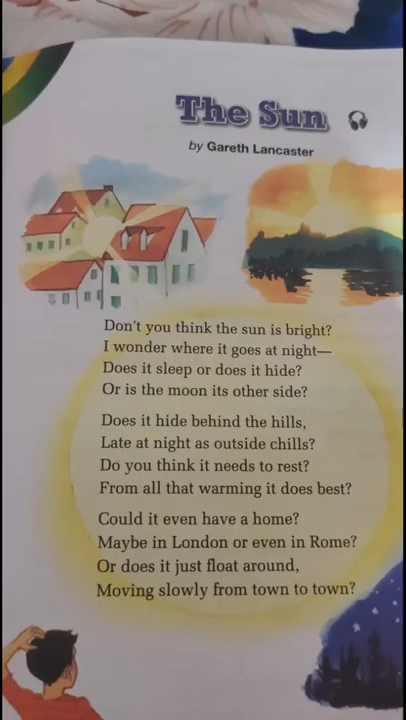 The Sun
by Gareth Lancaster
Don't you think the sun is bright?
I wonder where it goes at night—
Does it sleep or does it hide?
Or is the moon its other side?
Does it hide behind the hills,
Late at night as outside chills?
Do you think it needs to rest?
From all that warming it does best?
Could it even have a home?
Maybe in London or even in Rome?
Or does it just float around,
Moving slowly from town to town?